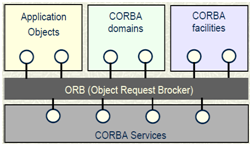 Application
Objects
CORBA
domains
CORBA
facilities
ORB (Object Request Brocker)
CORBA Services